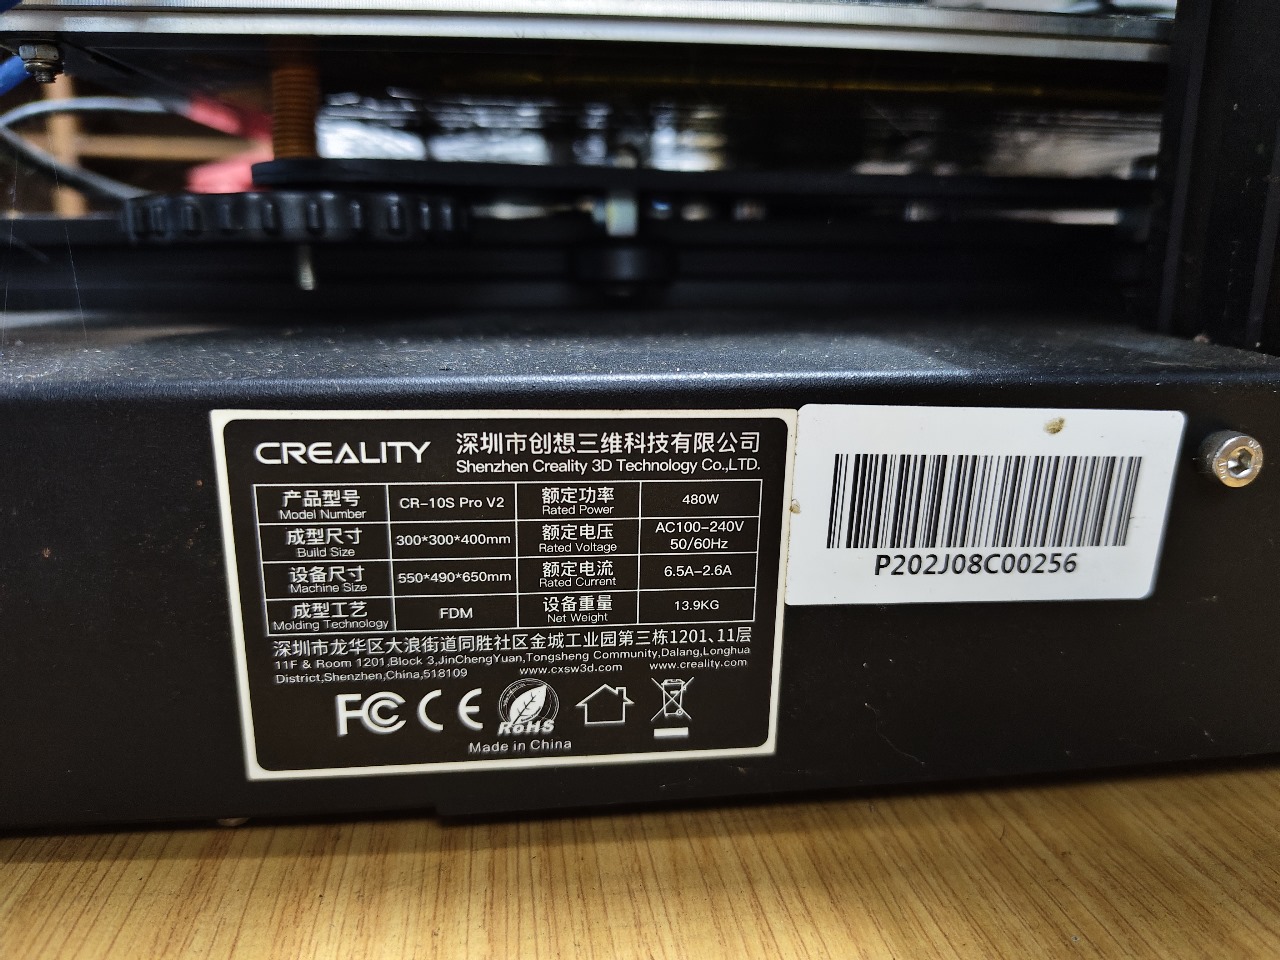 CREALITY 深圳市创想三维科技有限公司
Shenzhen Creality 3D Technology Co.,LTD.
产品型号 CR-10S Pro V2 额定功率 480W
Model Number Rated Power
成型尺寸 300*300*400mm 额定电压 AC100-240V
Build Size Rated Voltage 50/60Hz
设备尺寸 550*490*650mm 额定电流 6.5A-2.6A
Machine Size Rated Current
成型工艺 FDM 设备重量 13.9KG
Molding Technology Net Weight
深圳市龙华区大浪街道同胜社区金城工业园第三栋1201、11层
11F & Room 1201,Block 3,JinChengYuan,Tongsheng Community,Dalang,Longhua
District,Shenzhen,China,518109 www.cxsw3d.com www.creality.com
FC CE RoHS
Made in China
P202J08C00256